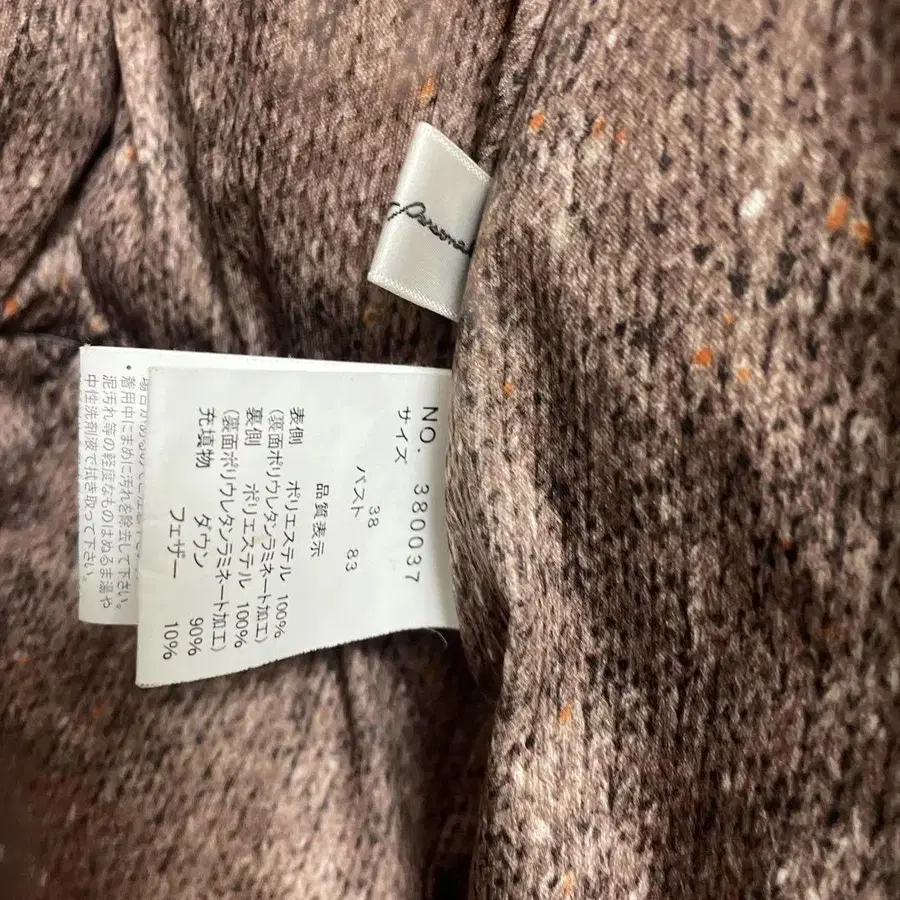 Persona
NO. 380037
サイズ 38
バスト 83
品質表示
表側 ポリエステル 100%
(裏面ポリウレタンラミネート加工)
裏側 ポリエステル 100%
(裏面ポリウレタンラミネート加工)
充填物 ダウン 90%
フェザー 10%
・着用中にまめに汚れを除去して下さい。
泥汚れ等の軽度なものはぬるま湯や
中性洗剤液で拭き取って下さい。